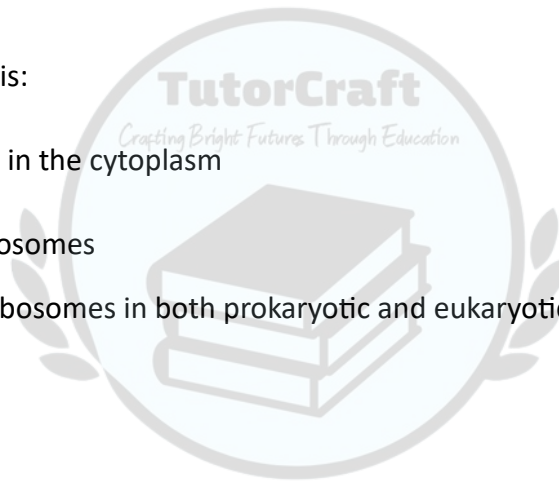 is:
TutorCraft
Crafting Bright Futures Through Education
in the cytoplasm
osomes
bosomes in both prokaryotic and eukaryotic